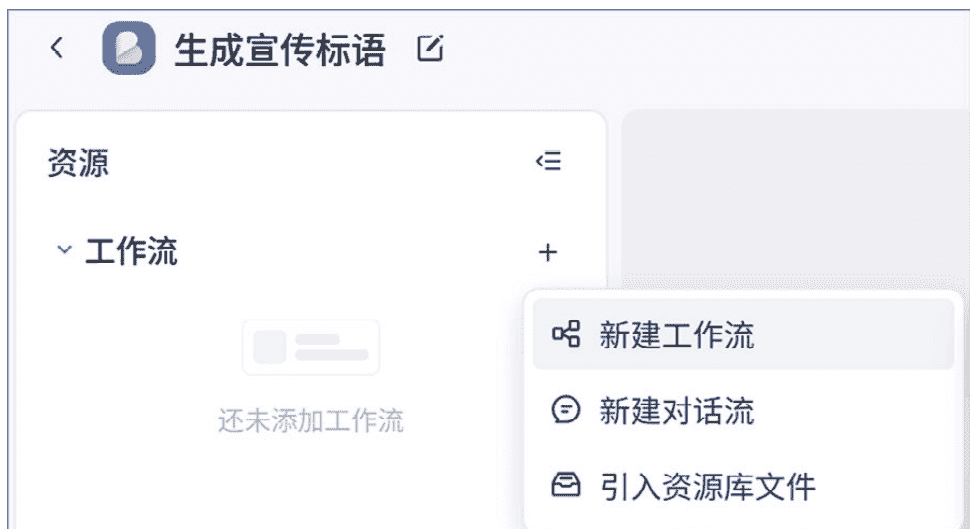 生成宣传标语
资源
工作流
新建工作流
还未添加工作流
新建对话流
引入资源库文件